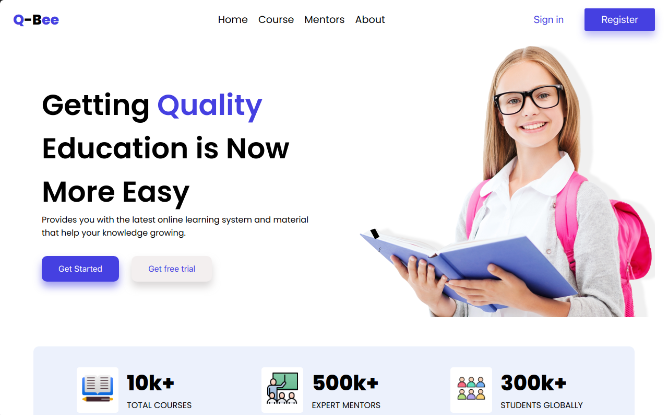 Q-Bee
Home Course Mentors About
Sign in
Register
Getting Quality
Education is Now
More Easy
Provides you with the latest online learning system and material
that help your knowledge growing.
Get Started
Get free trial
10k+
TOTAL COURSES
500k+
EXPERT MENTORS
300k+
STUDENTS GLOBALLY